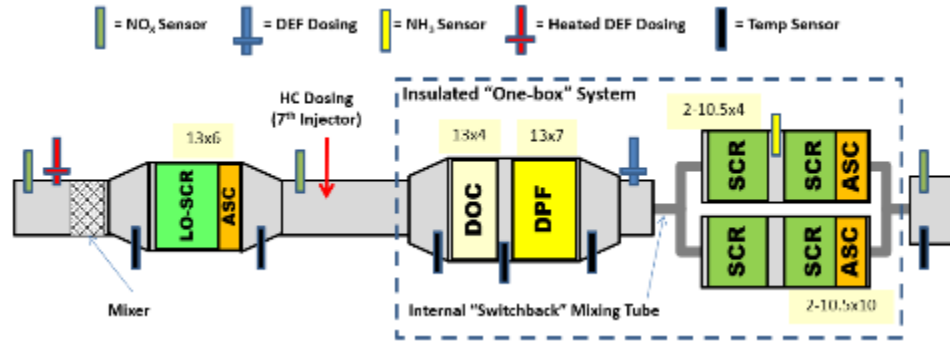 = NOX Sensor
= DEF Dosing
= NH3 Sensor
= Heated DEF Dosing
= Temp Sensor
HC Dosing
(7th Injector)
Insulated "One-box" System
13x6
13x4
13x7
2-10.5x4
LO-SCR
ASC
DOC
DPF
SCR
SCR
ASC
SCR
SCR
ASC
Mixer
Internal "Switchback" Mixing Tube
2-10.5x10